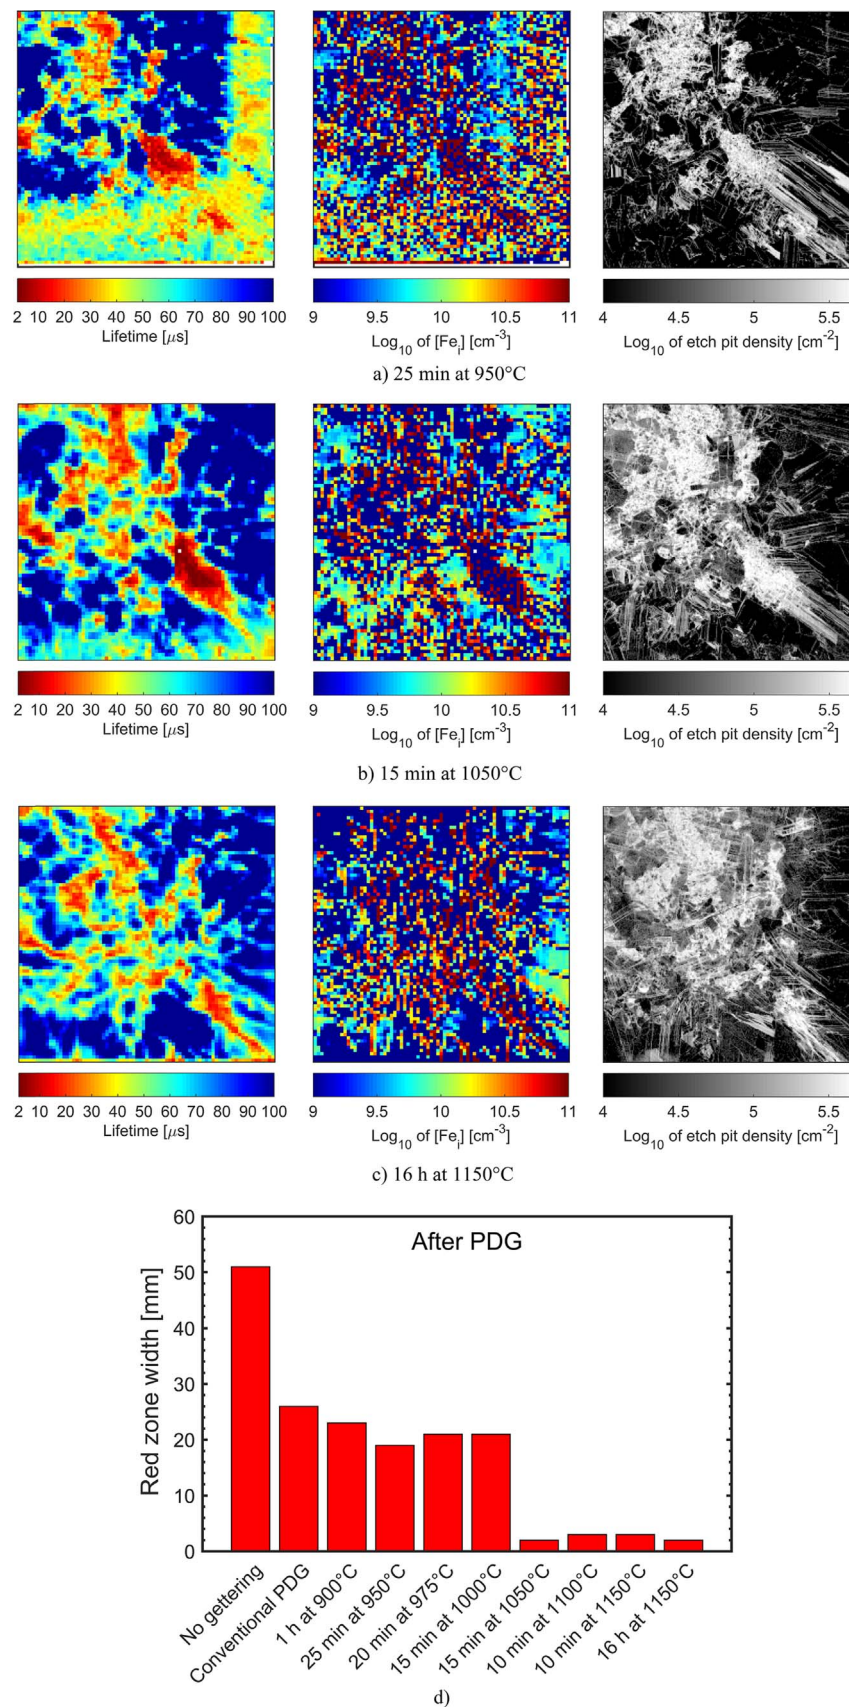 2 10 20 30 40 50 60 70 80 90 100
Lifetime [μs]
9 9.5 10 10.5 11
Log10 of [Fei] [cm-3]
4 4.5 5 5.5
Log10 of etch pit density [cm-2]
a) 25 min at 950°C
2 10 20 30 40 50 60 70 80 90 100
Lifetime [μs]
9 9.5 10 10.5 11
Log10 of [Fei] [cm-3]
4 4.5 5 5.5
Log10 of etch pit density [cm-2]
b) 15 min at 1050°C
2 10 20 30 40 50 60 70 80 90 100
Lifetime [μs]
9 9.5 10 10.5 11
Log10 of [Fei] [cm-3]
4 4.5 5 5.5
Log10 of etch pit density [cm-2]
c) 16 h at 1150°C
After PDG
Red zone width [mm]
60
50
40
30
20
10
0
No gettering
Conventional PDG
1 h at 900°C
25 min at 950°C
20 min at 975°C
15 min at 1000°C
15 min at 1050°C
10 min at 1100°C
10 min at 1150°C
16 h at 1150°C
d)